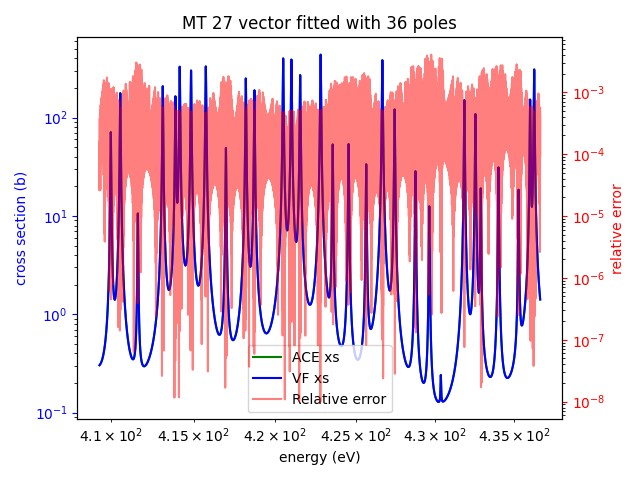 MT 27 vector fitted with 36 poles
cross section (b)
10²
10¹
10⁰
10⁻¹
10⁻³
10⁻⁴
10⁻⁵
10⁻⁶
10⁻⁷
10⁻⁸
relative error
ACE xs
VF xs
Relative error
4.1 × 10² 4.15 × 10² 4.2 × 10² 4.25 × 10² 4.3 × 10² 4.35 × 10²
energy (eV)